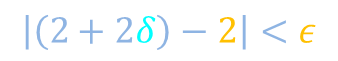 |(2 + 2δ) − 2| < ϵ